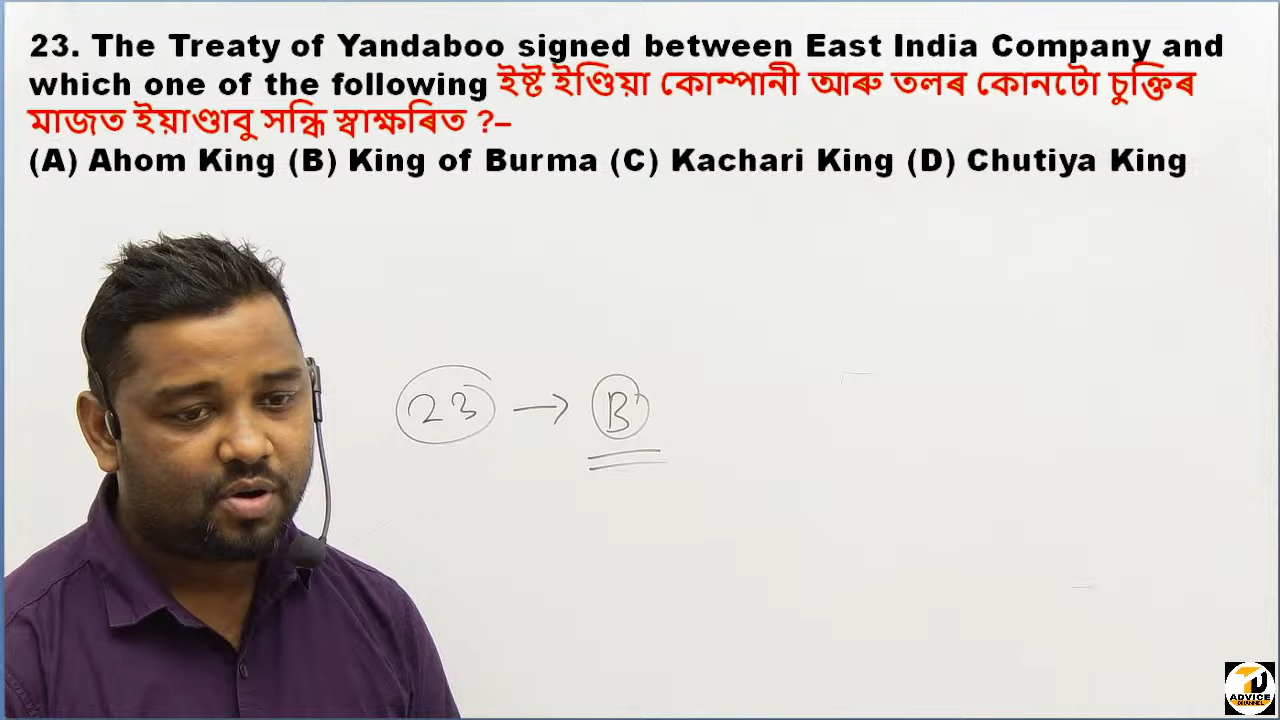 23. The Treaty of Yandaboo signed between East India Company and
which one of the following ইষ্ট ইণ্ডিয়া কোম্পানী আৰু তলৰ কোনটো চুক্তিৰ
মাজত ইয়াণ্ডাবু সন্ধি স্বাক্ষৰিত ?–
(A) Ahom King (B) King of Burma (C) Kachari King (D) Chutiya King
23 → B
ADVICE
CHANNEL